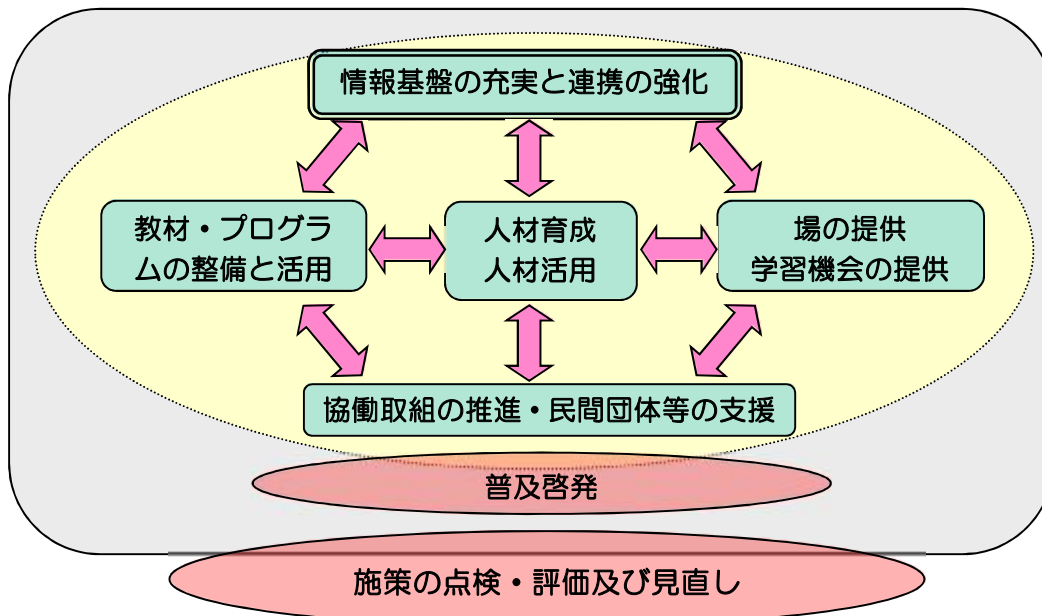 情報基盤の充実と連携の強化
教材・プログラ
ムの整備と活用
人材育成
人材活用
場の提供
学習機会の提供
協働取組の推進・民間団体等の支援
普及啓発
施策の点検・評価及び見直し